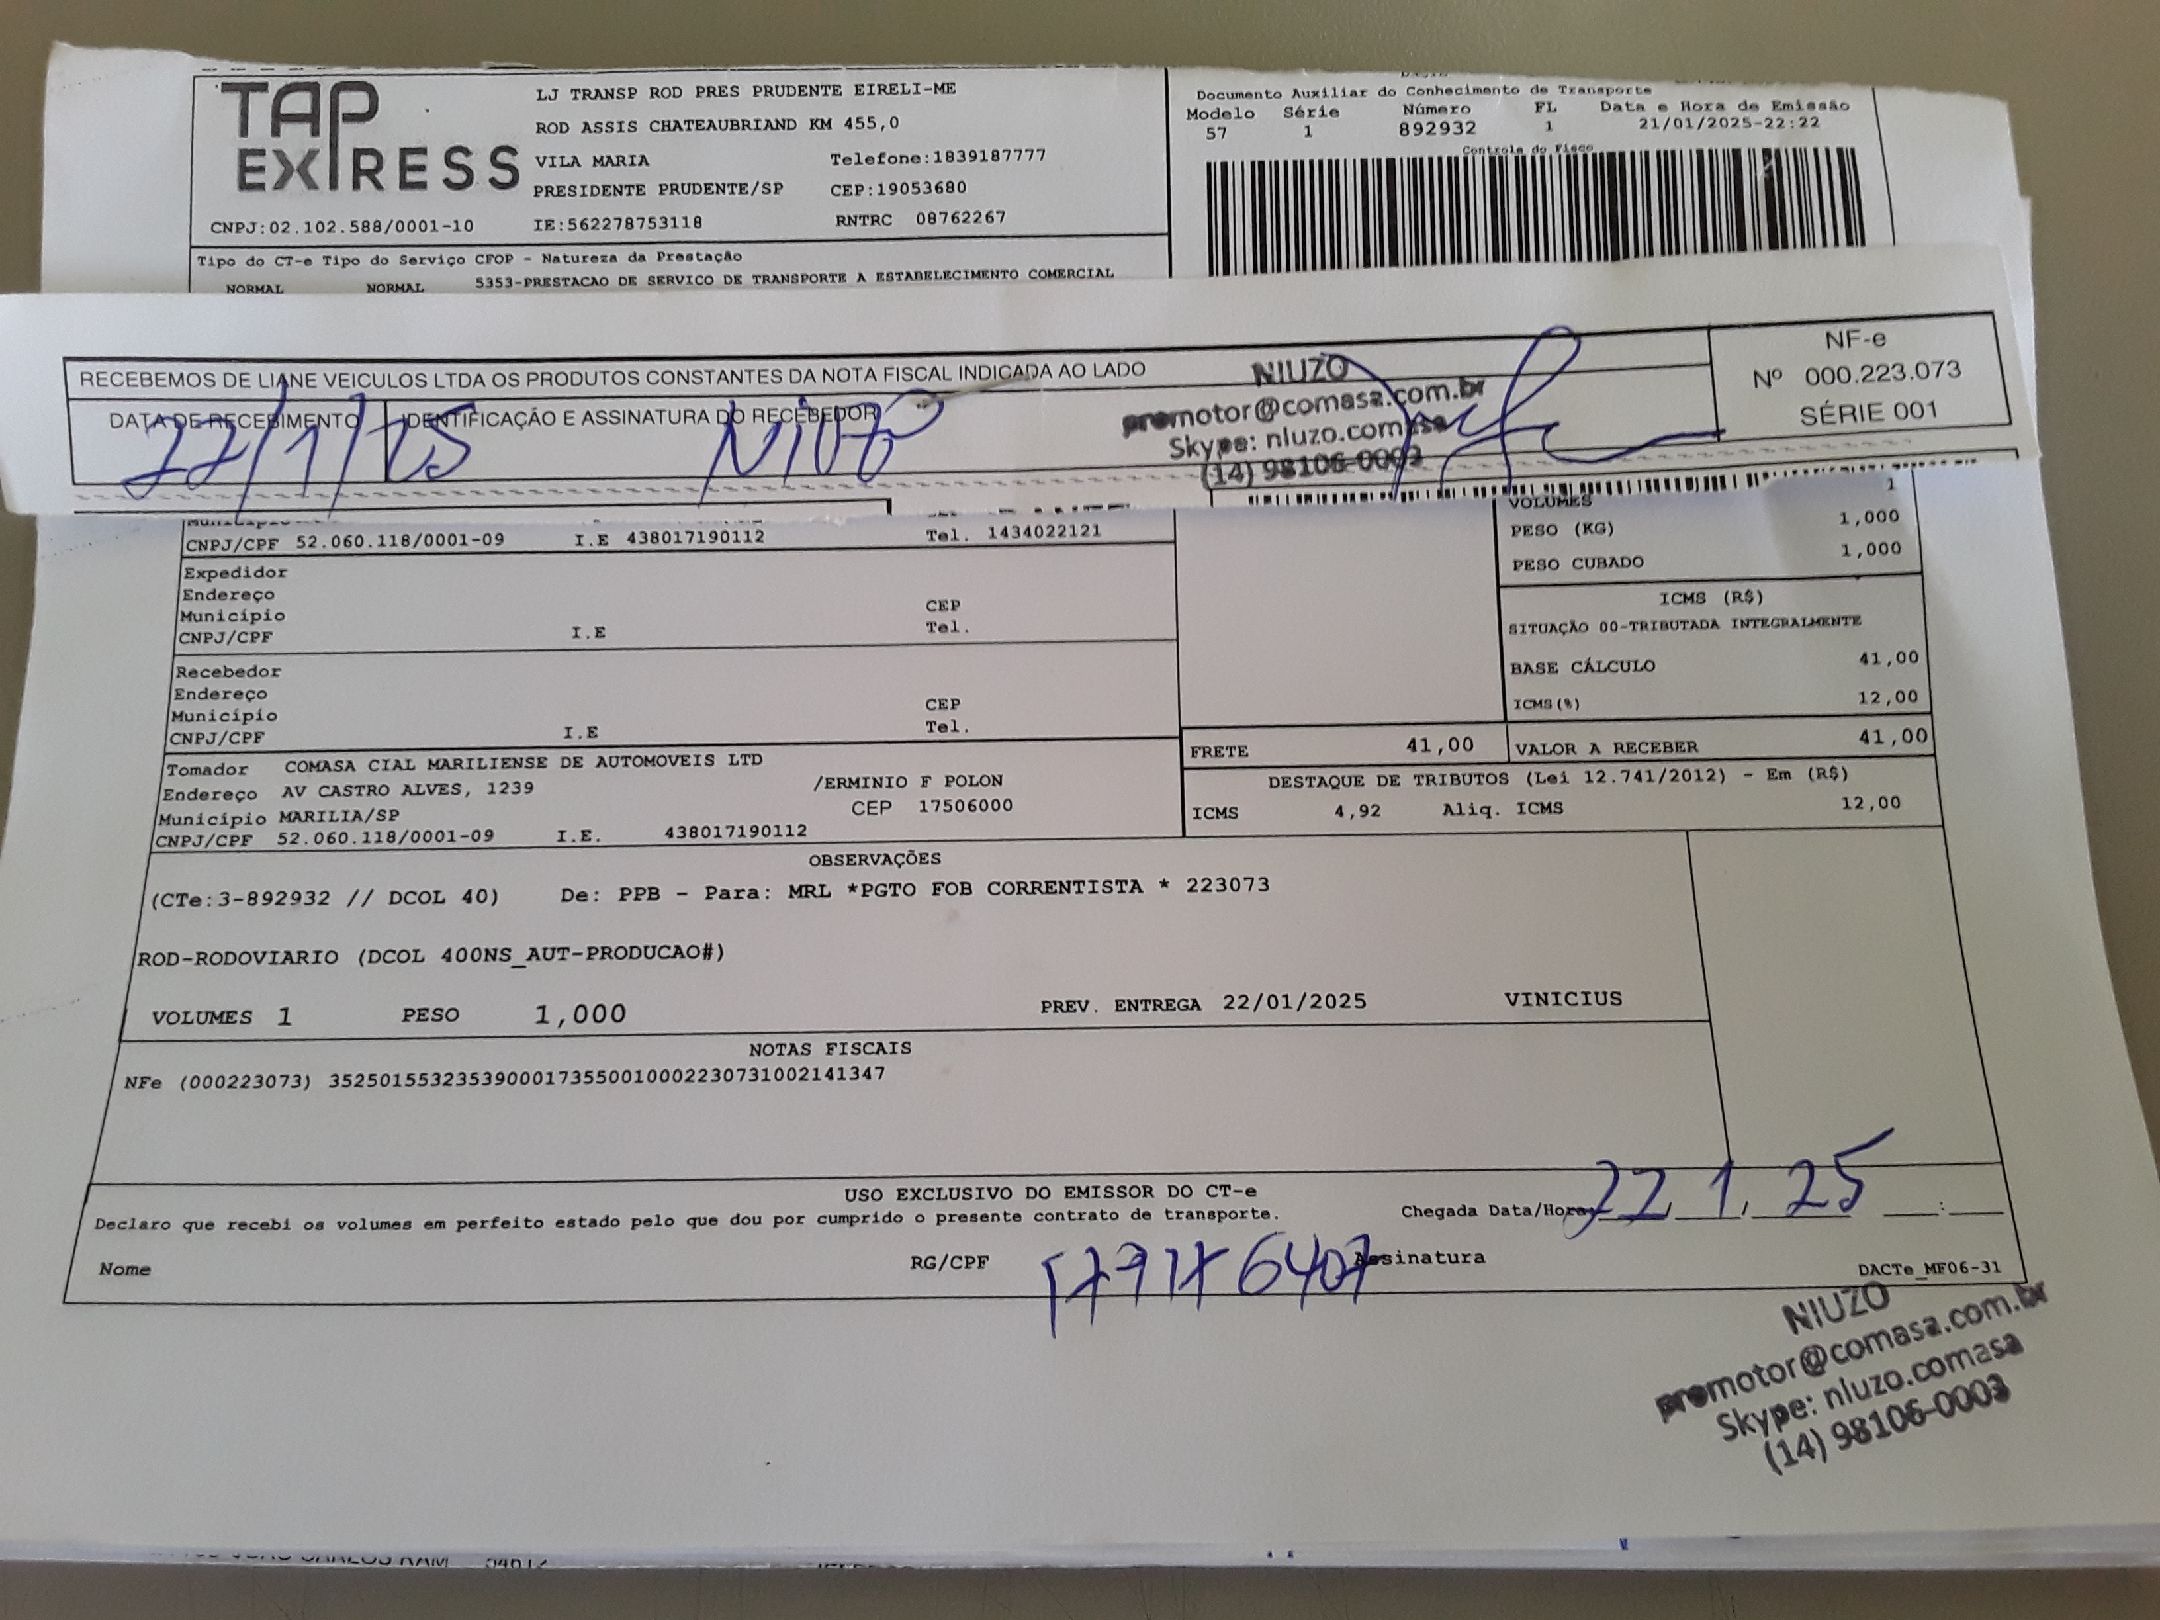 TAP
EXPRESS
LJ TRANSP ROD PRES PRUDENTE EIRELI-ME
ROD ASSIS CHATEAUBRIAND KM 455,0
VILA MARIA Telefone:1839187777
PRESIDENTE PRUDENTE/SP CEP:19053680
CNPJ:02.102.588/0001-10 IE:562278753118 RNTRC 08762267
Documento Auxiliar do Conhecimento de Transporte
Modelo Série Número FL Data e Hora de Emissão
57 1 892932 1 21/01/2025-22:22
Controle do Fisco
Tipo do CT-e Tipo do Serviço CFOP - Natureza da Prestação
NORMAL NORMAL 5353-PRESTACAO DE SERVICO DE TRANSPORTE A ESTABELECIMENTO COMERCIAL
RECEBEMOS DE LIANE VEICULOS LTDA OS PRODUTOS CONSTANTES DA NOTA FISCAL INDICADA AO LADO
DATA DE RECEBIMENTO IDENTIFICAÇÃO E ASSINATURA DO RECEBEDOR
22/1/25 Niuzo
NIUZO
promotor@comasa.com.br
Skype: niuzo.comasa
(14) 98106-0003
NF-e
Nº 000.223.073
SÉRIE 001
Município
CNPJ/CPF 52.060.118/0001-09 I.E 438017190112 Tel. 1434022121
Expedidor
Endereço
Município CEP
CNPJ/CPF I.E Tel.
Recebedor
Endereço
Município CEP
CNPJ/CPF I.E Tel.
VOLUMES 1
PESO (KG) 1,000
PESO CUBADO 1,000
ICMS (R$)
SITUAÇÃO 00-TRIBUTADA INTEGRALMENTE
BASE CÁLCULO 41,00
ICMS(%) 12,00
FRETE 41,00 VALOR A RECEBER 41,00
DESTAQUE DE TRIBUTOS (Lei 12.741/2012) - Em (R$)
ICMS 4,92 Aliq. ICMS 12,00
Tomador COMASA CIAL MARILIENSE DE AUTOMOVEIS LTD
Endereço AV CASTRO ALVES, 1239 /ERMINIO F POLON
Município MARILIA/SP CEP 17506000
CNPJ/CPF 52.060.118/0001-09 I.E. 438017190112
OBSERVAÇÕES
(CTe:3-892932 // DCOL 40) De: PPB - Para: MRL *PGTO FOB CORRENTISTA * 223073
ROD-RODOVIARIO (DCOL 400NS_AUT-PRODUCAO#)
VOLUMES 1 PESO 1,000 PREV. ENTREGA 22/01/2025 VINICIUS
NOTAS FISCAIS
NFe (000223073) 35250155323539000173550010002230731002141347
USO EXCLUSIVO DO EMISSOR DO CT-e
Declaro que recebi os volumes em perfeito estado pelo que dou por cumprido o presente contrato de transporte.
Chegada Data/Hora 22 1 25 :
Nome RG/CPF Assinatura
DACTe_MF06-31
NIUZO
promotor@comasa.com.br
Skype: niuzo.comasa
(14) 98106-0003